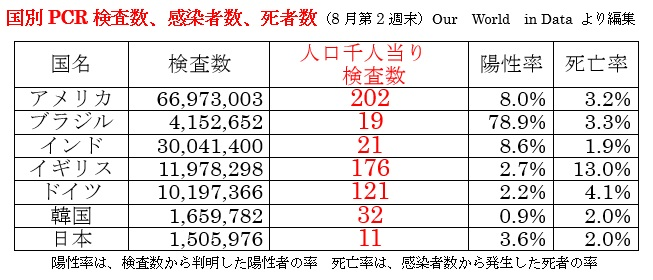 国別PCR検査数、感染者数、死者数（8月第2週末）Our World in Data より編集
国名 検査数 人口千人当り検査数 陽性率 死亡率
アメリカ 66,973,003 202 8.0% 3.2%
ブラジル 4,152,652 19 78.9% 3.3%
インド 30,041,400 21 8.6% 1.9%
イギリス 11,978,298 176 2.7% 13.0%
ドイツ 10,197,366 121 2.2% 4.1%
韓国 1,659,782 32 0.9% 2.0%
日本 1,505,976 11 3.6% 2.0%
陽性率は、検査数から判明した陽性者の率　死亡率は、感染者数から発生した死者の率